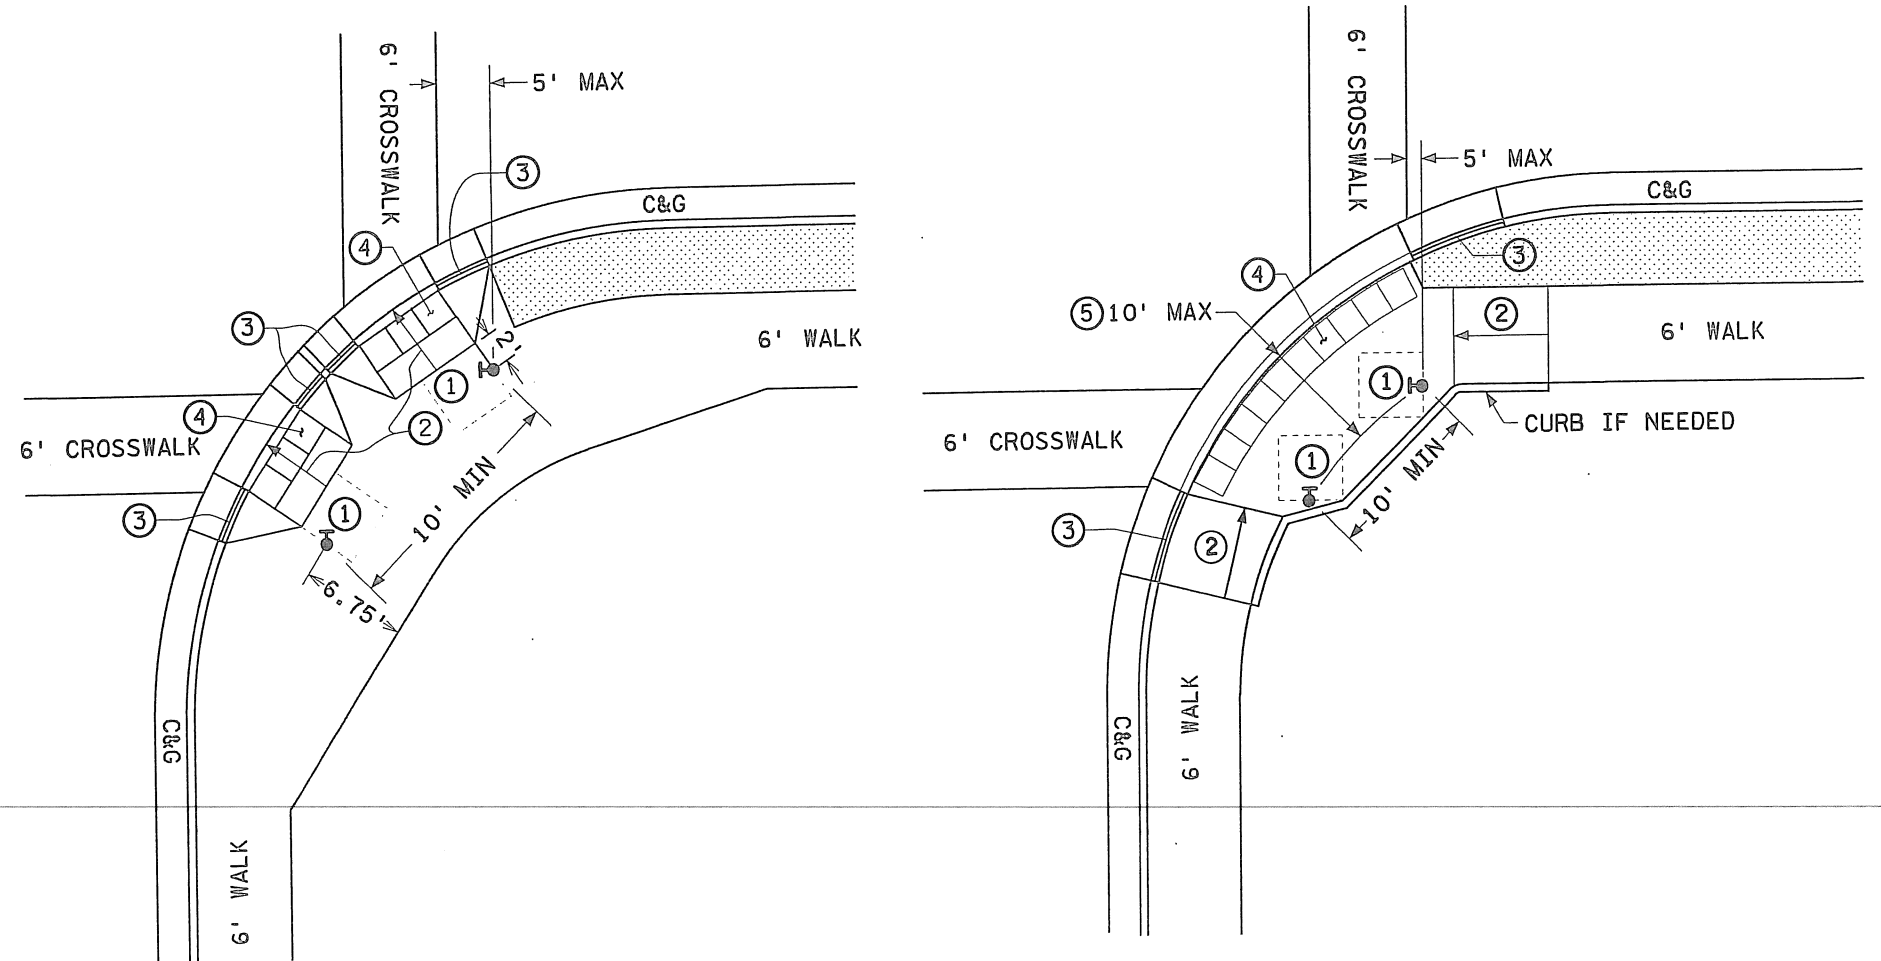 6' CROSSWALK
5' MAX
3
C&G
4
3
2'
6' WALK
1
4
2
6' CROSSWALK
3
1
10' MIN
6.75'
C&G
6' WALK
6' CROSSWALK
5' MAX
C&G
3
4
5 10' MAX
2
6' WALK
1
CURB IF NEEDED
6' CROSSWALK
1
10' MIN
3
2
6' WALK
C&G